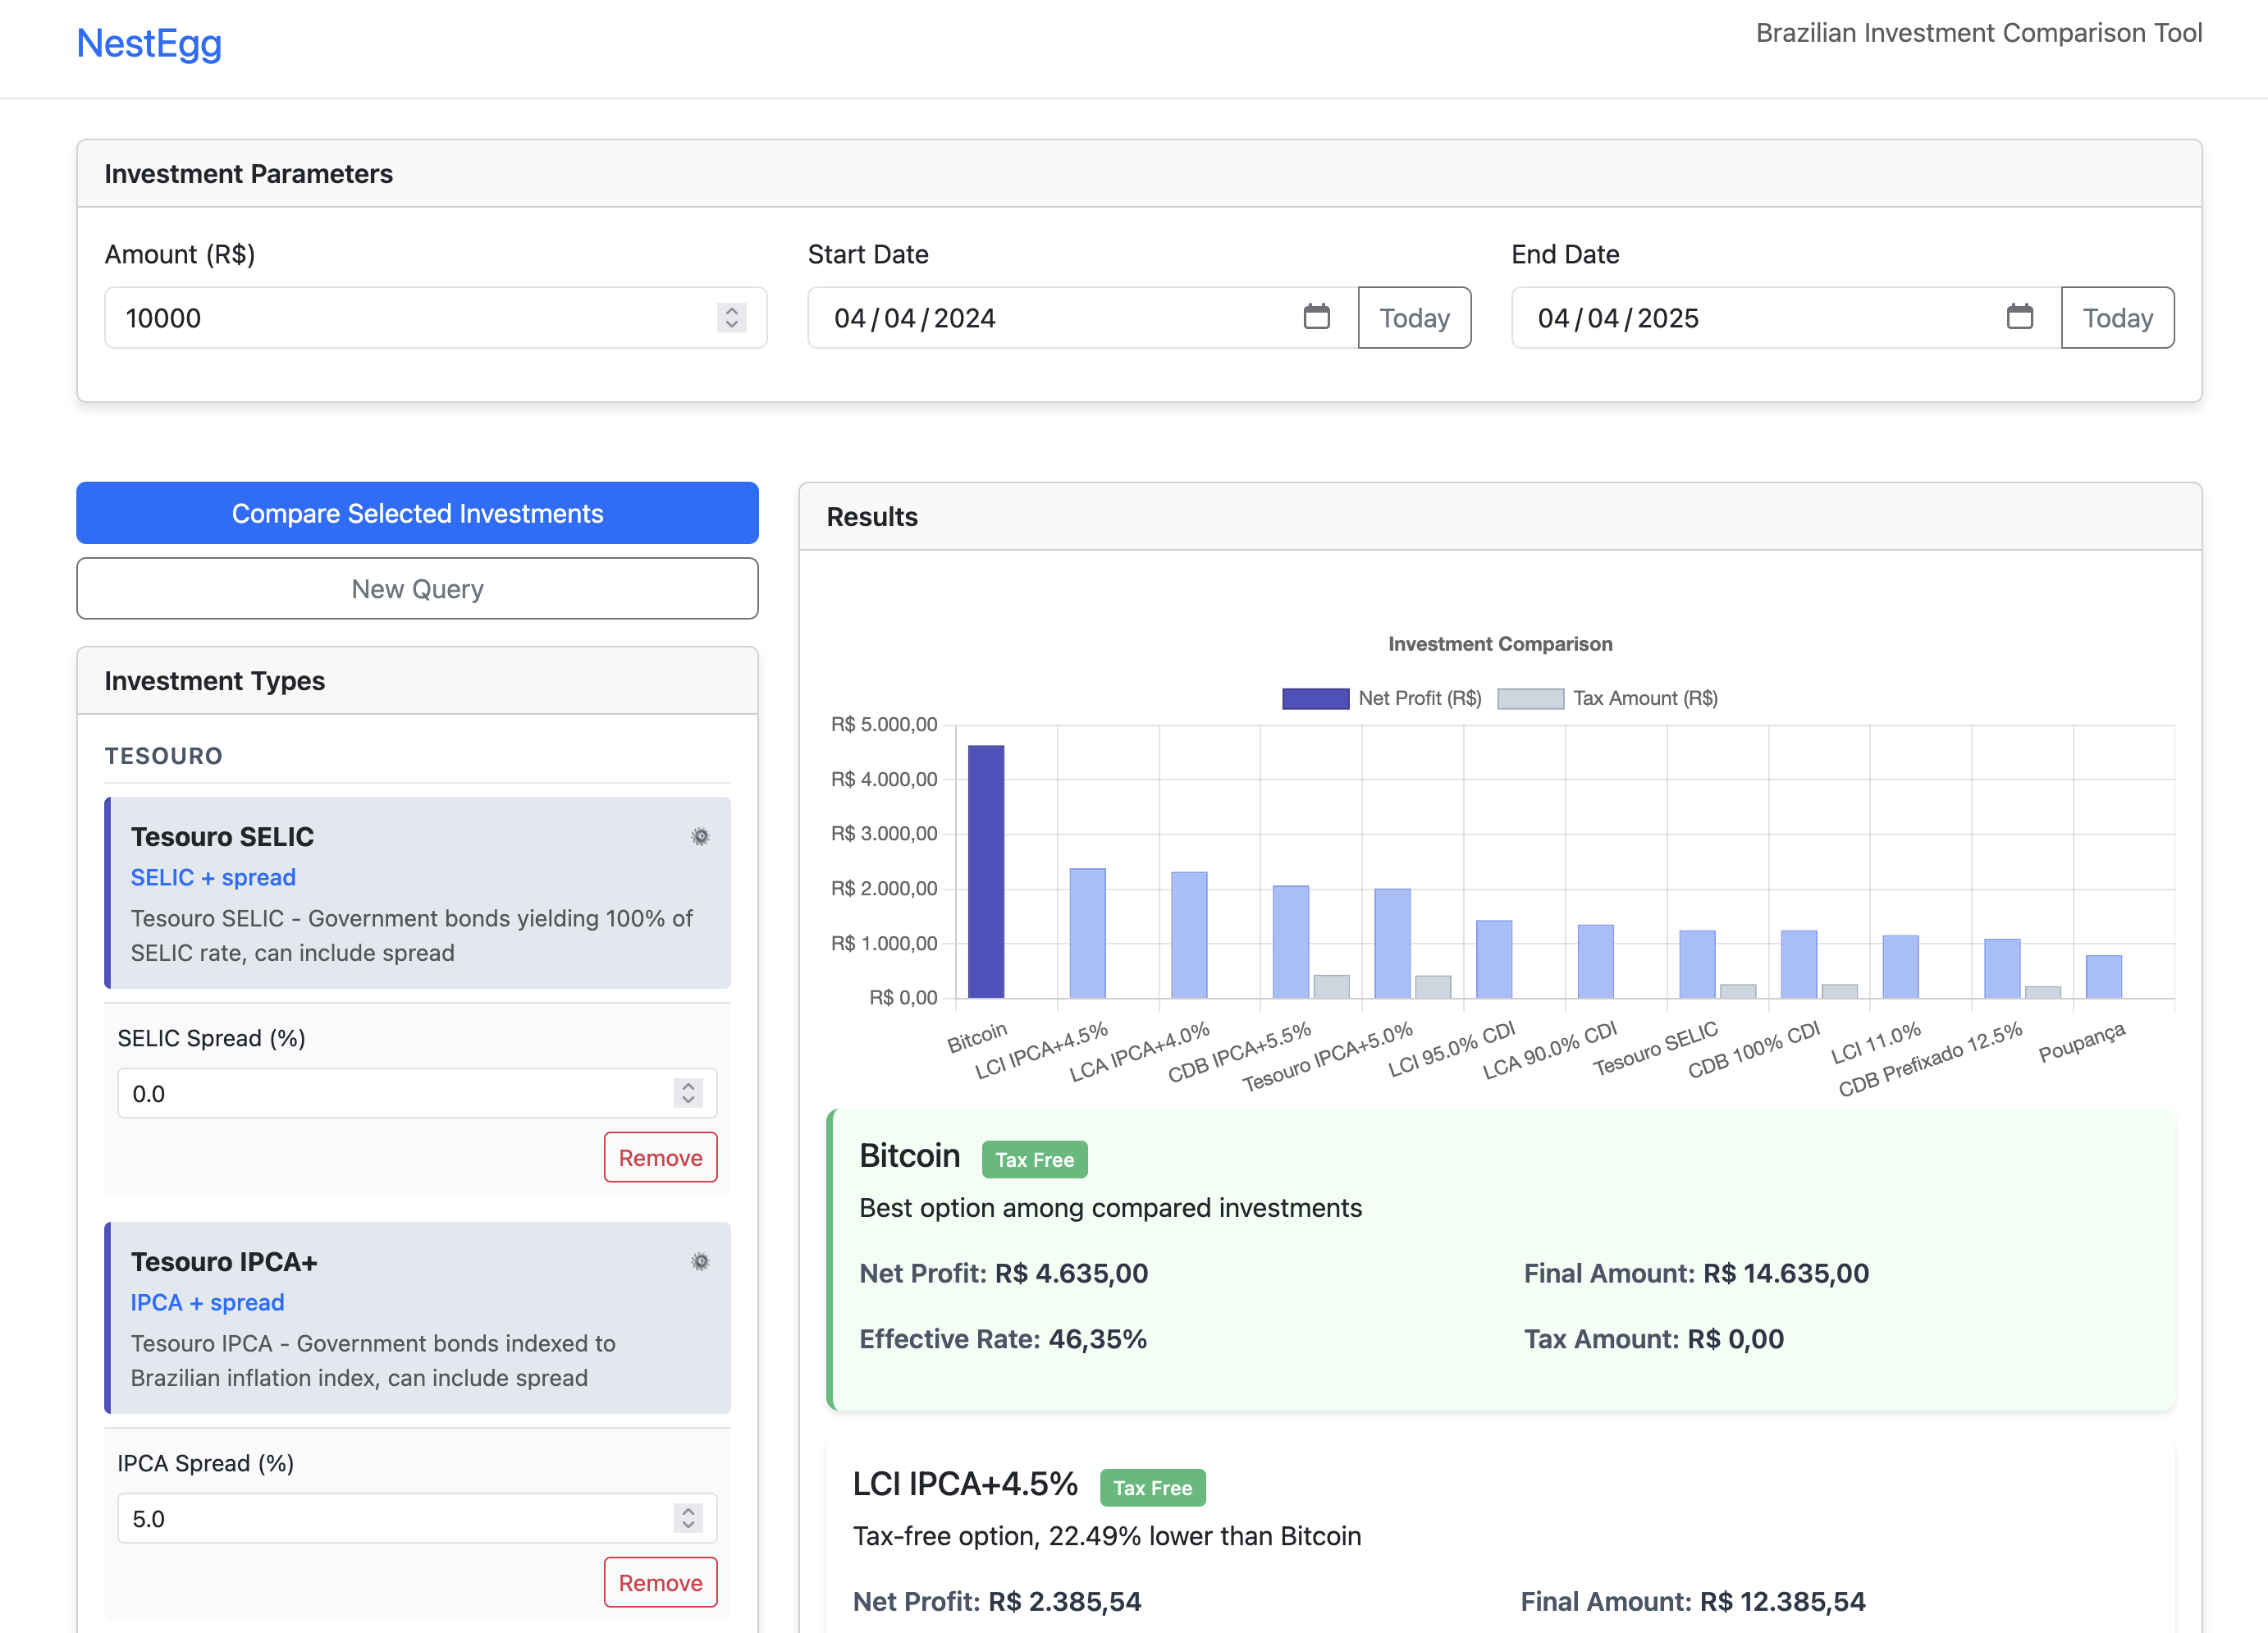 NestEgg
Brazilian Investment Comparison Tool
Investment Parameters
Amount (R$)
Start Date
End Date
10000
04/04/2024
Today
04/04/2025
Today
Compare Selected Investments
New Query
Investment Types
TESOURO
Tesouro SELIC
SELIC + spread
Tesouro SELIC - Government bonds yielding 100% of
SELIC rate, can include spread
SELIC Spread (%)
0.0
Remove
Tesouro IPCA+
IPCA + spread
Tesouro IPCA - Government bonds indexed to
Brazilian inflation index, can include spread
IPCA Spread (%)
5.0
Remove
Results
Investment Comparison
Net Profit (R$)
Tax Amount (R$)
R$ 5.000,00
R$ 4.000,00
R$ 3.000,00
R$ 2.000,00
R$ 1.000,00
R$ 0,00
Bitcoin
LCI IPCA+4.5%
LCA IPCA+4.0%
CDB IPCA+5.5%
Tesouro IPCA+5.0%
LCI 95.0% CDI
LCA 90.0% CDI
Tesouro SELIC
CDB 100% CDI
LCI 11.0%
CDB Prefixado 12.5%
Poupança
Bitcoin
Tax Free
Best option among compared investments
Net Profit: R$ 4.635,00
Final Amount: R$ 14.635,00
Effective Rate: 46,35%
Tax Amount: R$ 0,00
LCI IPCA+4.5%
Tax Free
Tax-free option, 22.49% lower than Bitcoin
Net Profit: R$ 2.385,54
Final Amount: R$ 12.385,54